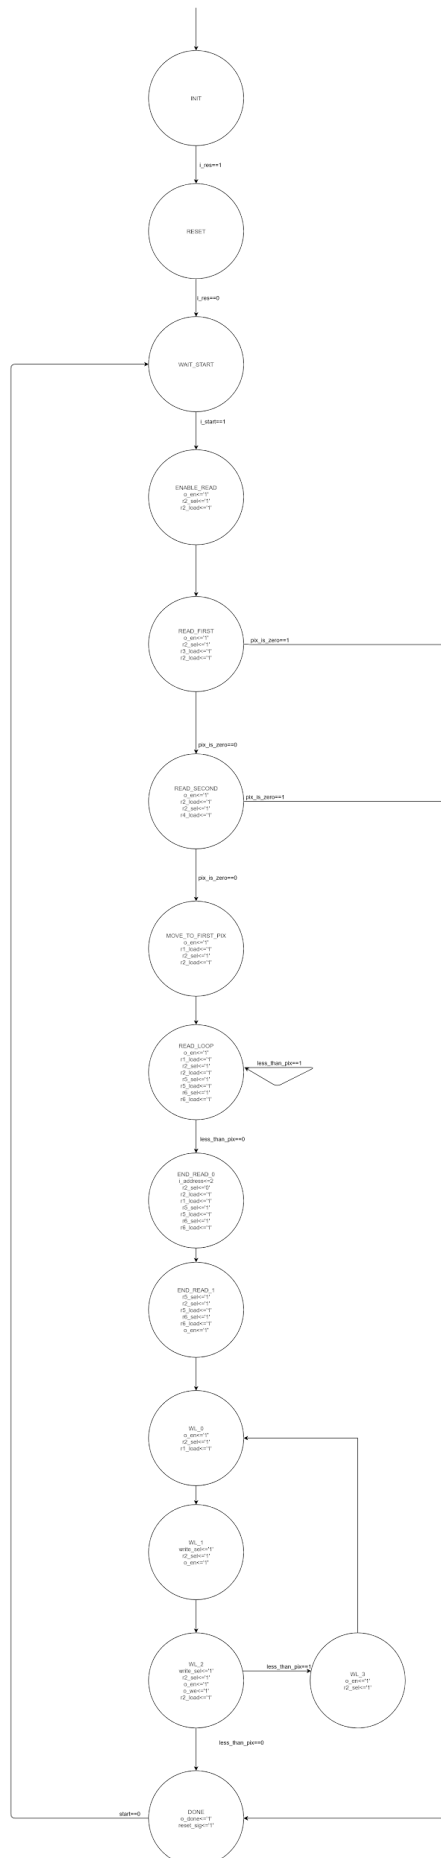 INIT
i_res==1
RESET
i_res==0
WAIT_START
i_start==1
ENABLE_READ
o_en<='1'
r2_sel<='1'
r2_load<='1'
READ_FIRST
o_en<='1'
r2_sel<='1'
r3_load<='1'
r2_load<='1'
pix_is_zero==1
pix_is_zero==0
READ_SECOND
o_en<='1'
r2_load<='1'
r2_sel<='1'
r4_load<='1'
pix_is_zero==1
pix_is_zero==0
MOVE_TO_FIRST_PIX
o_en<='1'
r1_load<='1'
r2_sel<='1'
r2_load<='1'
READ_LOOP
o_en<='1'
r1_load<='1'
r2_sel<='1'
r2_load<='1'
r5_sel<='1'
r5_load<='1'
r6_sel<='1'
r6_load<='1'
less_than_pix==1
less_than_pix==0
END_READ_0
i_address<=2
r2_sel<='0'
r2_load<='1'
r1_load<='1'
r5_sel<='1'
r5_load<='1'
r6_sel<='1'
r6_load<='1'
END_READ_1
r5_sel<='1'
r2_sel<='1'
r5_load<='1'
r6_sel<='1'
r6_load<='1'
o_en<='1'
WL_0
o_en<='1'
r2_sel<='1'
r1_load<='1'
WL_1
write_sel<='1'
r2_sel<='1'
o_en<='1'
WL_2
write_sel<='1'
r2_sel<='1'
o_en<='1'
o_we<='1'
r2_load<='1'
less_than_pix==1
WL_3
o_en<='1'
r2_sel<='1'
less_than_pix==0
DONE
o_done<='1'
reset_sig<='1'
start==0